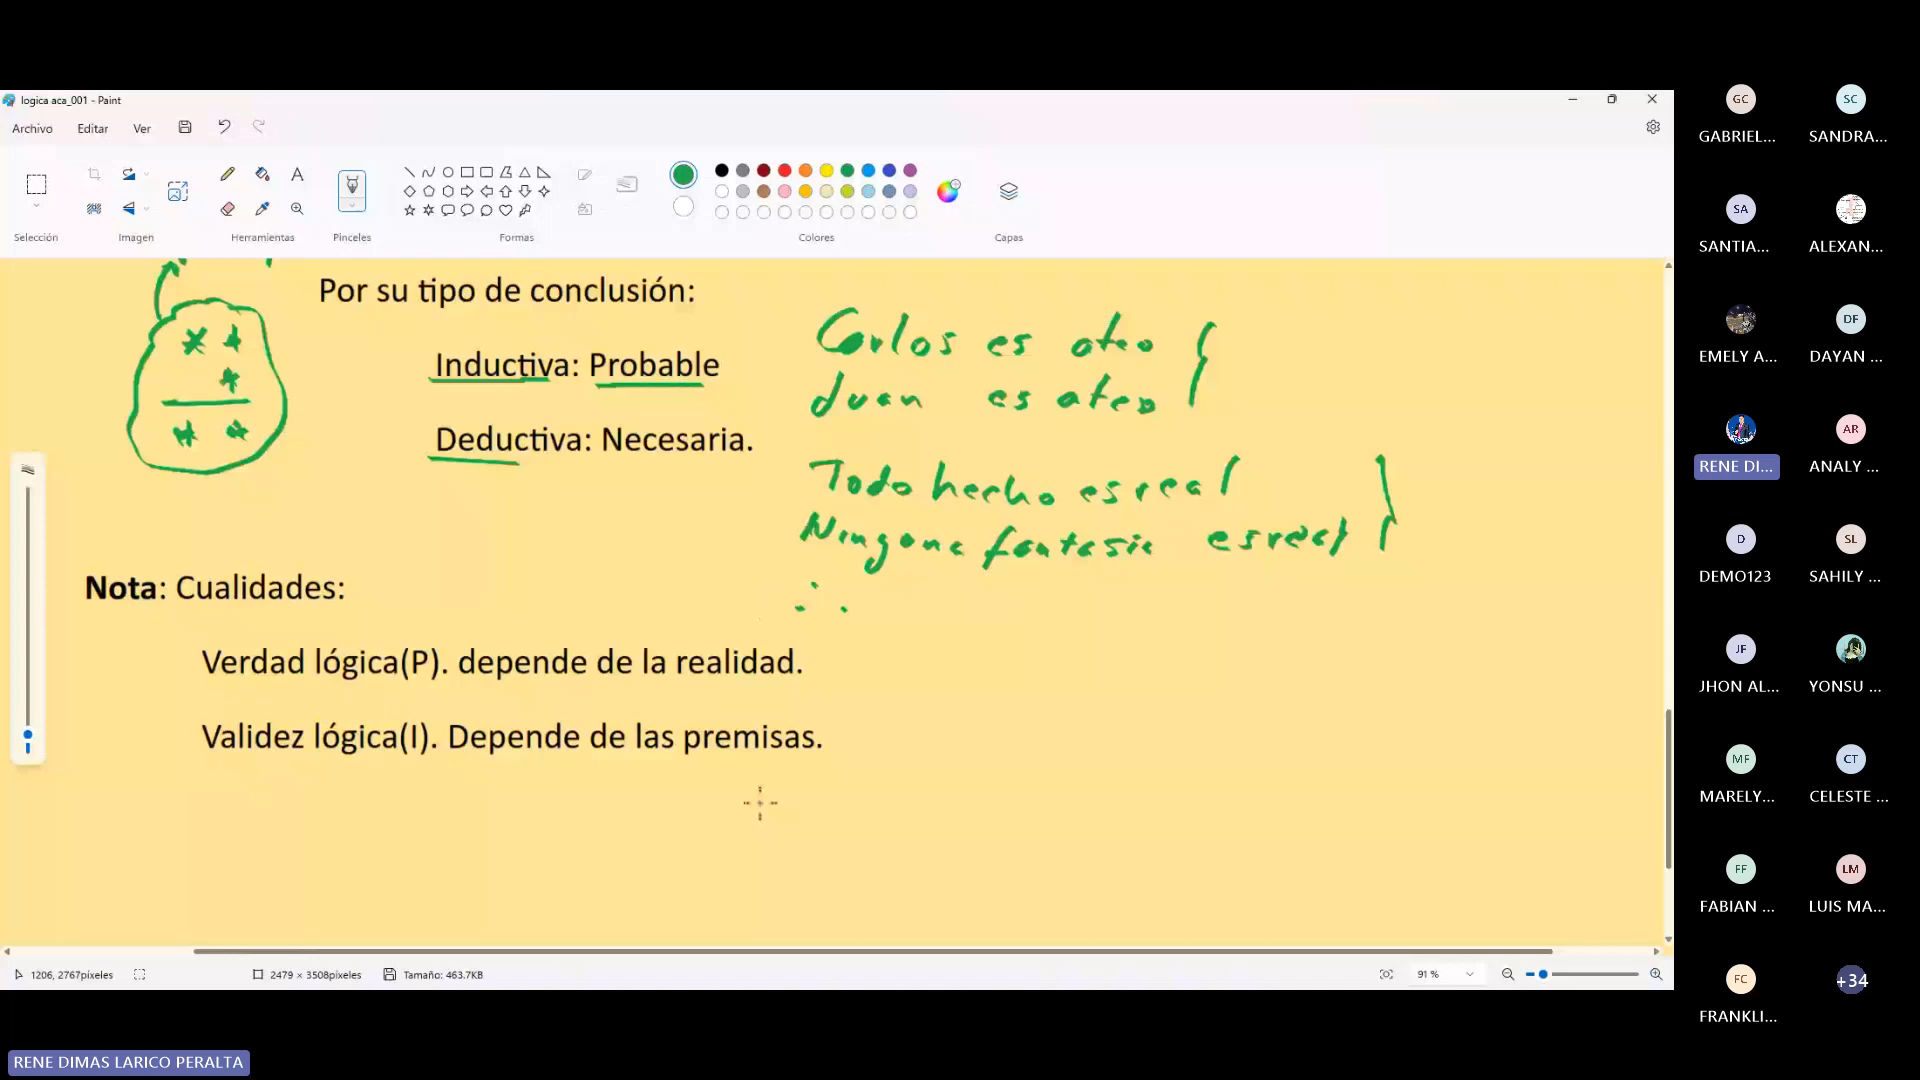 logica aca_001 - Paint
Archivo Editar Ver
Selección Imagen Herramientas Pinceles Formas Colores Capas
Por su tipo de conclusión:
Inductiva: Probable
Deductiva: Necesaria.
Carlos es ateo
Juan es ateo
Todo hecho es real
Ninguna fantasia es real
∴
Nota: Cualidades:
Verdad lógica(P). depende de la realidad.
Validez lógica(I). Depende de las premisas.
1206, 2767píxeles 2479 × 3508píxeles Tamaño: 463.7KB 91 %
GC SC
GABRIEL... SANDRA...
SA
SANTIA... ALEXAN...
DF
EMELY A... DAYAN ...
AR
RENE DI... ANALY ...
D SL
DEMO123 SAHILY ...
JF
JHON AL... YONSU ...
MF CT
MARELY... CELESTE ...
FF LM
FABIAN ... LUIS MA...
FC +34
FRANKLI...
RENE DIMAS LARICO PERALTA